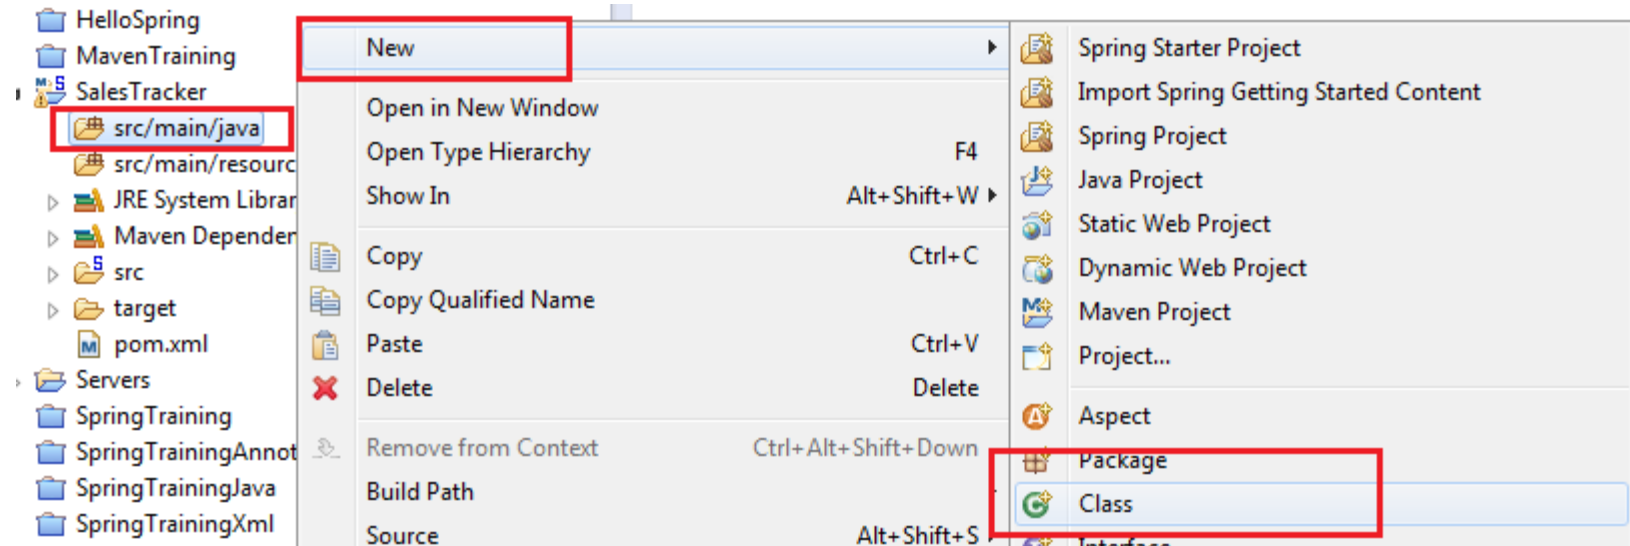 HelloSpring
MavenTraining
SalesTracker
src/main/java
src/main/resourc
JRE System Librar
Maven Depender
src
target
pom.xml
Servers
SpringTraining
SpringTrainingAnnot
SpringTrainingJava
SpringTrainingXml
New
Open in New Window
Open Type Hierarchy F4
Show In Alt+Shift+W
Copy Ctrl+C
Copy Qualified Name
Paste Ctrl+V
Delete Delete
Remove from Context Ctrl+Alt+Shift+Down
Build Path
Source Alt+Shift+S
Spring Starter Project
Import Spring Getting Started Content
Spring Project
Java Project
Static Web Project
Dynamic Web Project
Maven Project
Project...
Aspect
Package
Class
Interface